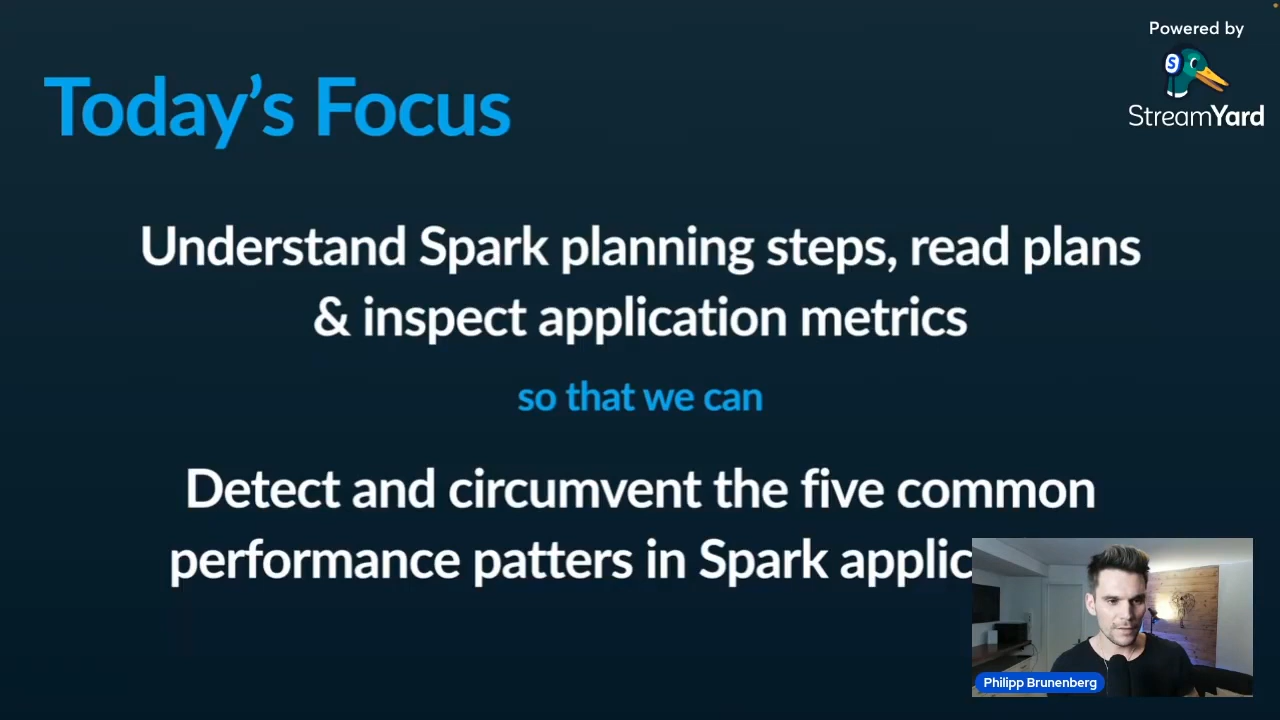 Powered by
S
StreamYard
Today’s Focus
Understand Spark planning steps, read plans
& inspect application metrics
so that we can
Detect and circumvent the five common
performance patters in Spark applic
Philipp Brunenberg